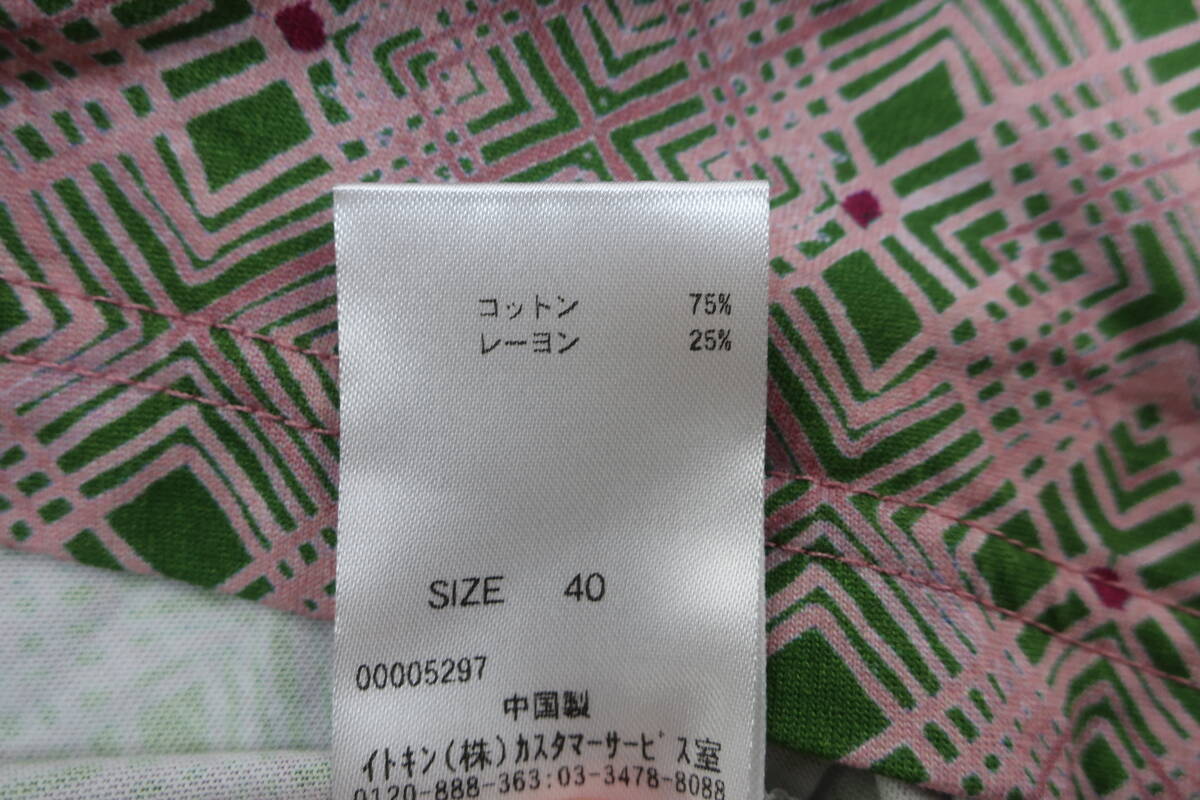 コットン 75%
レーヨン 25%
SIZE 40
00005297
中国製
イトキン(株)カスタマーサービス室
0120-888-363:03-3478-8088